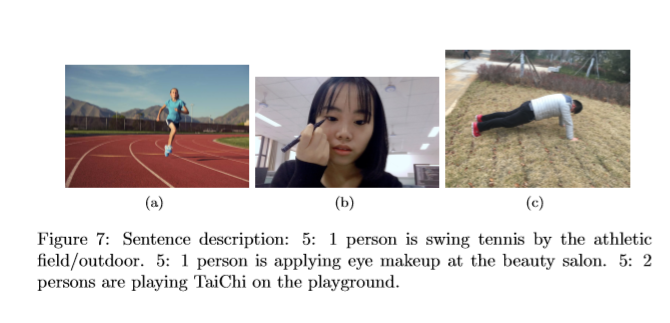 (a)
(b)
(c)
Figure 7: Sentence description: 5: 1 person is swing tennis by the athletic
field/outdoor. 5: 1 person is applying eye makeup at the beauty salon. 5: 2
persons are playing TaiChi on the playground.